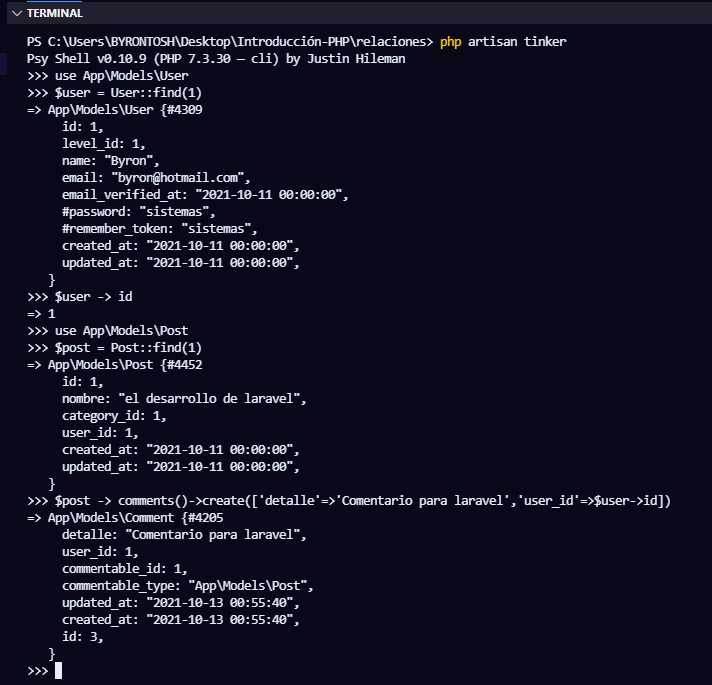 TERMINAL
PS C:\Users\BYRONTOSH\Desktop\Introducción-PHP\relaciones> php artisan tinker
Psy Shell v0.10.9 (PHP 7.3.30 — cli) by Justin Hileman
>>> use App\Models\User
>>> $user = User::find(1)
=> App\Models\User {#4309
     id: 1,
     level_id: 1,
     name: "Byron",
     email: "byron@hotmail.com",
     email_verified_at: "2021-10-11 00:00:00",
     #password: "sistemas",
     #remember_token: "sistemas",
     created_at: "2021-10-11 00:00:00",
     updated_at: "2021-10-11 00:00:00",
   }
>>> $user -> id
=> 1
>>> use App\Models\Post
>>> $post = Post::find(1)
=> App\Models\Post {#4452
     id: 1,
     nombre: "el desarrollo de laravel",
     category_id: 1,
     user_id: 1,
     created_at: "2021-10-11 00:00:00",
     updated_at: "2021-10-11 00:00:00",
   }
>>> $post -> comments()->create(['detalle'=>'Comentario para laravel','user_id'=>$user->id])
=> App\Models\Comment {#4205
     detalle: "Comentario para laravel",
     user_id: 1,
     commentable_id: 1,
     commentable_type: "App\Models\Post",
     updated_at: "2021-10-13 00:55:40",
     created_at: "2021-10-13 00:55:40",
     id: 3,
   }
>>>